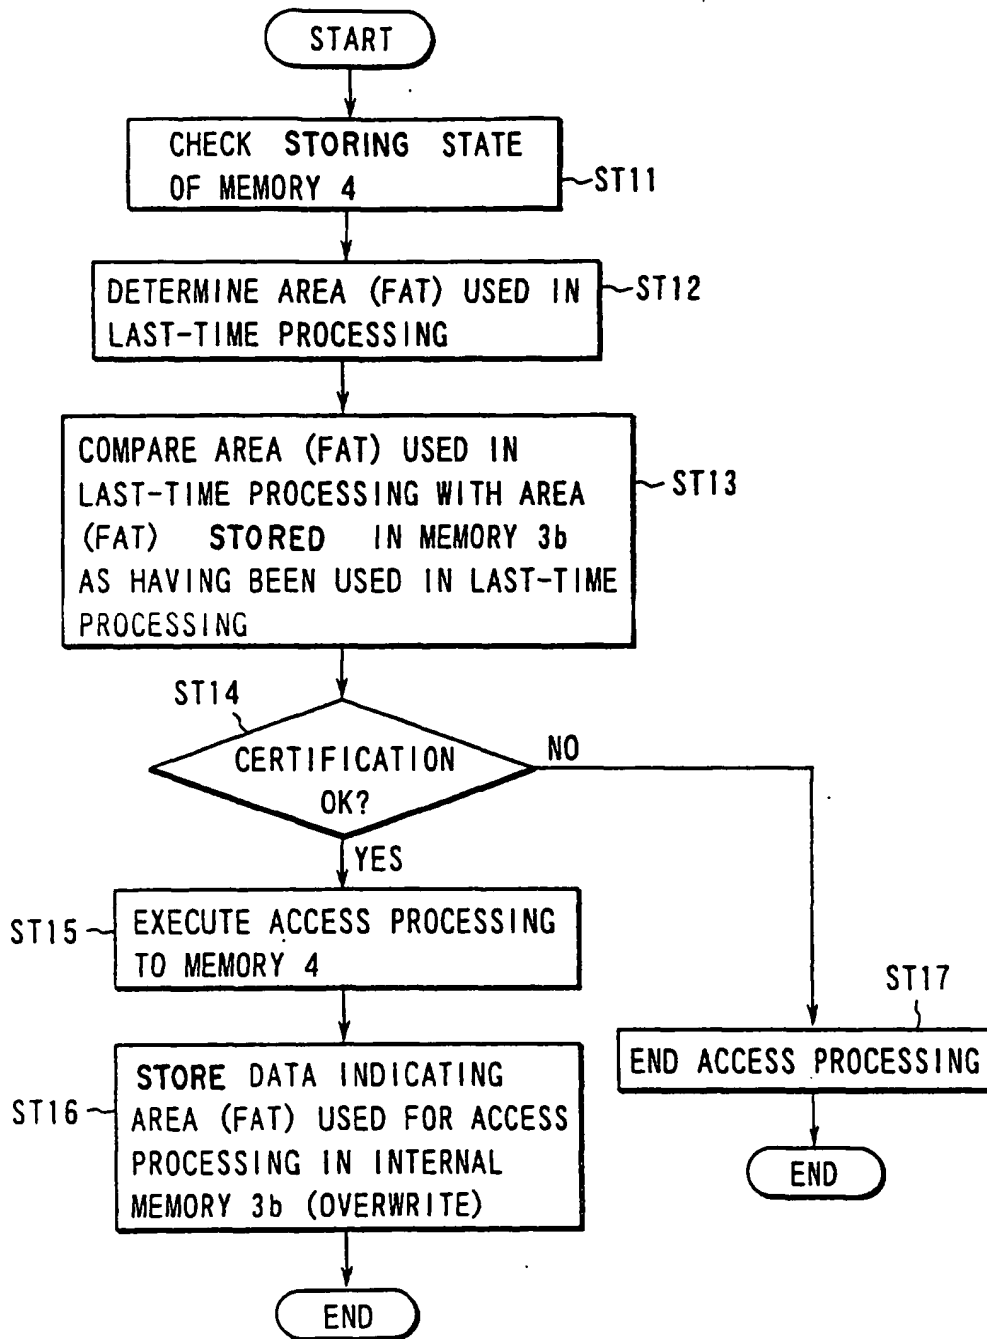 START
CHECK STORING STATE
OF MEMORY 4
ST11
DETERMINE AREA (FAT) USED IN
LAST-TIME PROCESSING
ST12
COMPARE AREA (FAT) USED IN
LAST-TIME PROCESSING WITH AREA
(FAT) STORED IN MEMORY 3b
AS HAVING BEEN USED IN LAST-TIME
PROCESSING
ST13
ST14
CERTIFICATION
OK?
NO
YES
ST15
EXECUTE ACCESS PROCESSING
TO MEMORY 4
ST16
STORE DATA INDICATING
AREA (FAT) USED FOR ACCESS
PROCESSING IN INTERNAL
MEMORY 3b (OVERWRITE)
END
ST17
END ACCESS PROCESSING
END